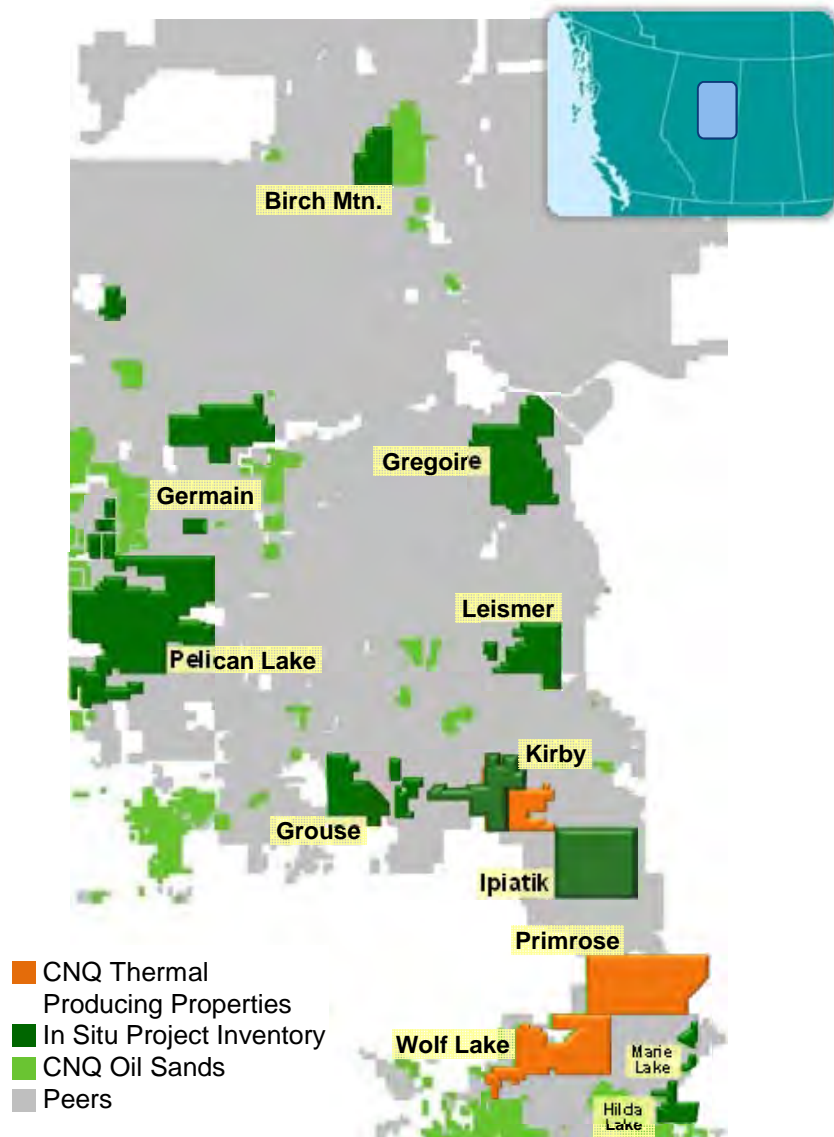 Birch Mtn.
Gregoire
Germain
Leismer
Pelican Lake
Kirby
Grouse
Ipiatik
Primrose
CNQ Thermal
Producing Properties
In Situ Project Inventory
CNQ Oil Sands
Peers
Wolf Lake
Marie
Lake
Hilda
Lake